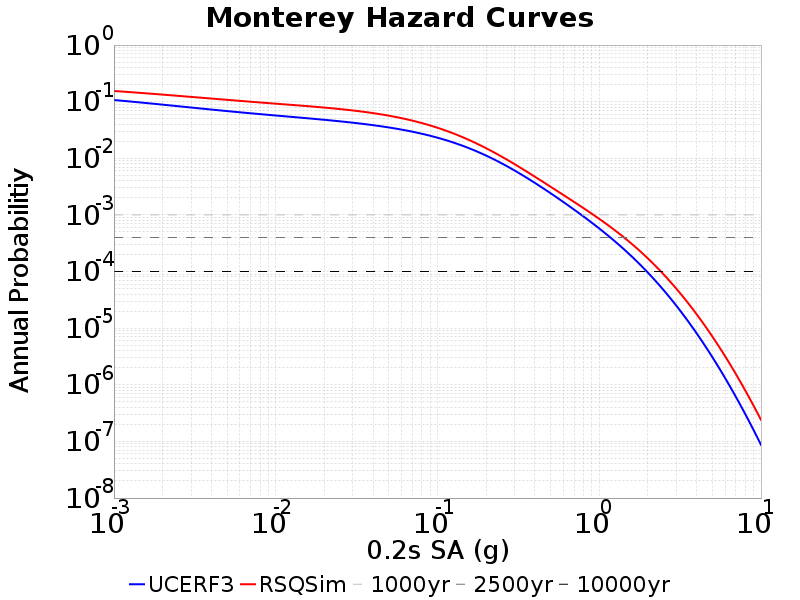 Monterey Hazard Curves
Annual Probabilitiy
10^0
10^-1
10^-2
10^-3
10^-4
10^-5
10^-6
10^-7
10^-8
10^-3 10^-2 10^-1 10^0 10^1
0.2s SA (g)
UCERF3 RSQSim 1000yr 2500yr 10000yr